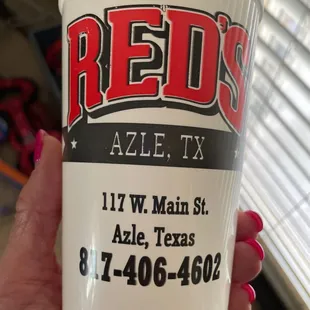 RED'S
AZLE, TX
117 W. Main St.
Azle, Texas
817-406-4602